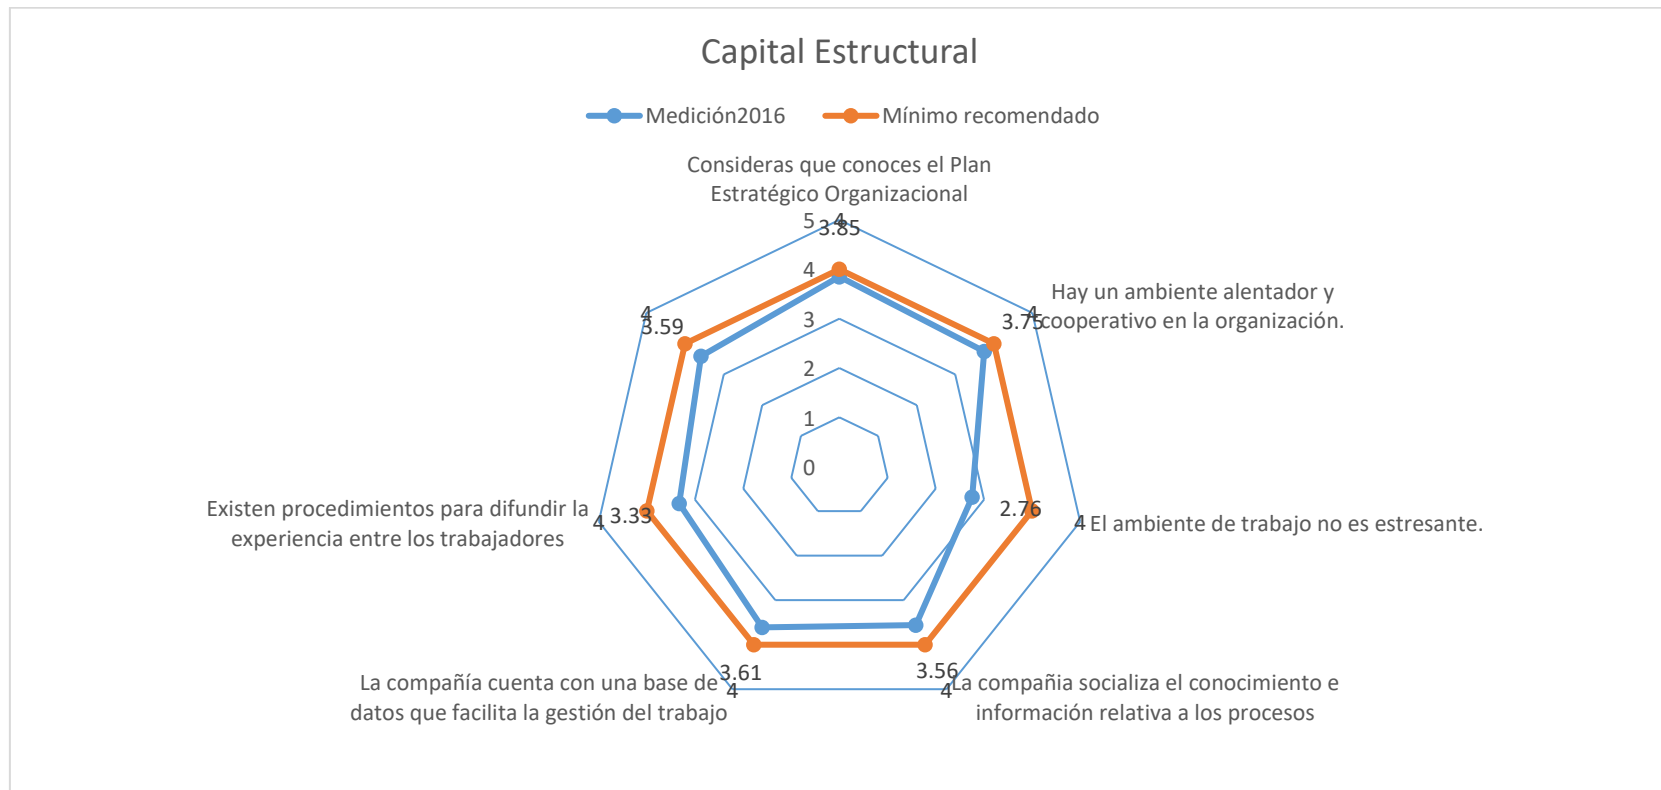 Capital Estructural
Medición2016
Mínimo recomendado
Consideras que conoces el Plan
Estratégico Organizacional
5
4
3.85
4
3
2
1
0
Hay un ambiente alentador y
cooperativo en la organización.
4
3.75
4
3.59
2.76
4
El ambiente de trabajo no es estresante.
Existen procedimientos para difundir la
experiencia entre los trabajadores
4
3.33
La compañía cuenta con una base de
datos que facilita la gestión del trabajo
3.61
4
3.56
4
La compañia socializa el conocimiento e
información relativa a los procesos